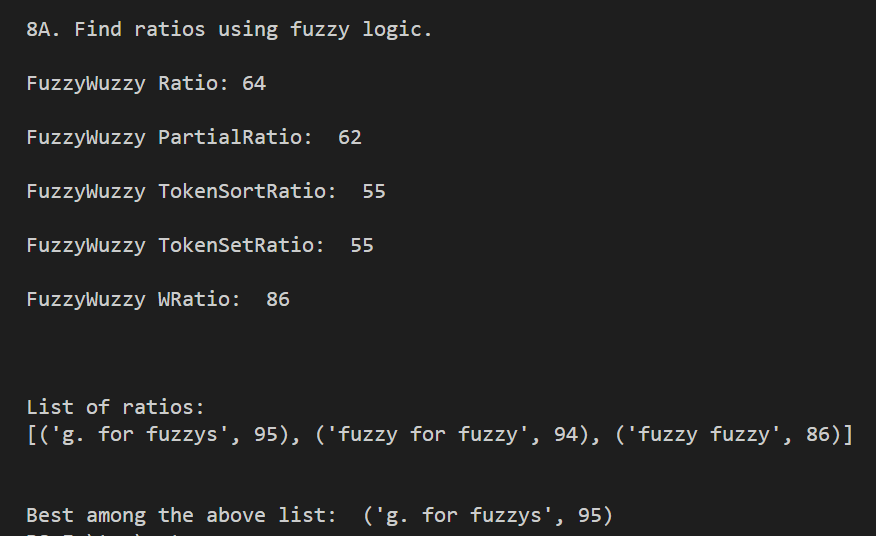 8A. Find ratios using fuzzy logic.
FuzzyWuzzy Ratio: 64
FuzzyWuzzy PartialRatio:  62
FuzzyWuzzy TokenSortRatio:  55
FuzzyWuzzy TokenSetRatio:  55
FuzzyWuzzy WRatio:  86
List of ratios:
[('g. for fuzzys', 95), ('fuzzy for fuzzy', 94), ('fuzzy fuzzy', 86)]
Best among the above list:  ('g. for fuzzys', 95)